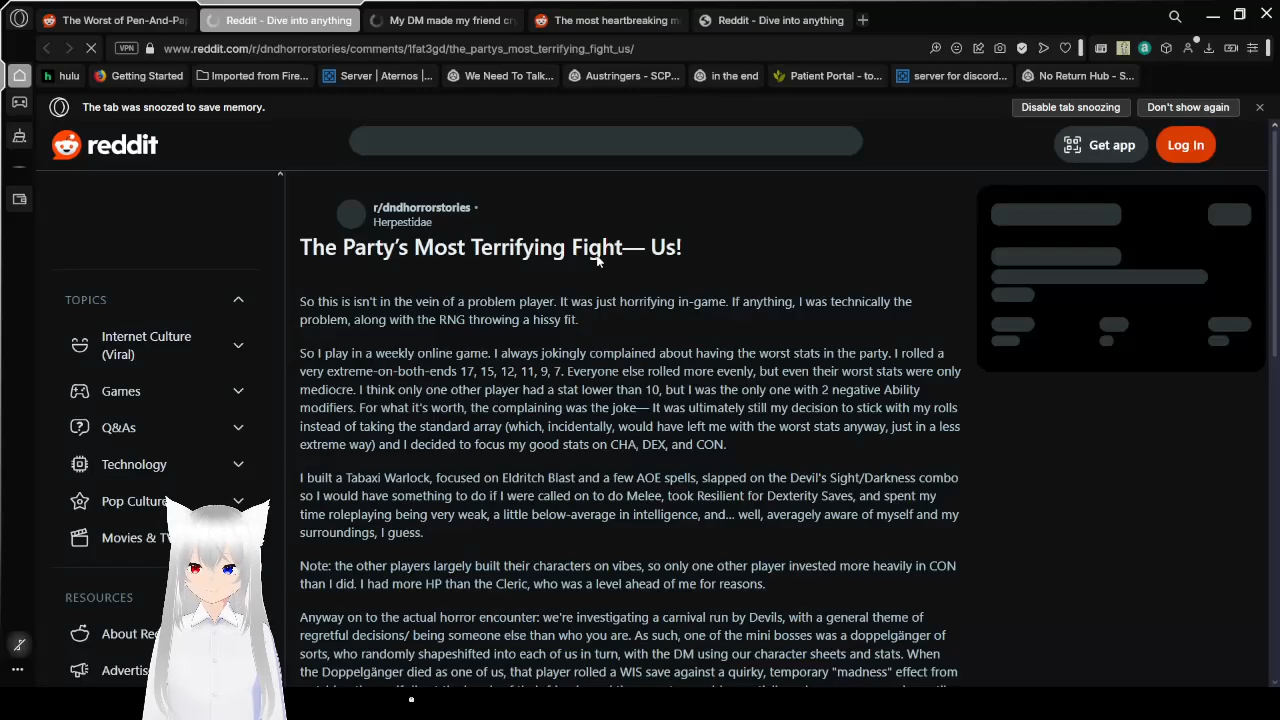 The Worst of Pen-And-Pa
Reddit - Dive into anything
My DM made my friend cr
The most heartbreaking m
Reddit - Dive into anything
VPN
www.reddit.com/r/dndhorrorstories/comments/1fat3gd/the_partys_most_terrifying_fight_us/
hulu
Getting Started
Imported from Fire...
Server | Aternos |...
We Need To Talk...
Austringers - SCP...
in the end
Patient Portal - to...
server for discord...
No Return Hub - S...
The tab was snoozed to save memory.
Disable tab snoozing
Don't show again
reddit
Get app
Log In
r/dndhorrorstories •
Herpestidae
The Party's Most Terrifying Fight— Us!
TOPICS
Internet Culture
(Viral)
Games
Q&As
Technology
Pop Culture
Movies & T
RESOURCES
About Re
Advertis
So this is isn't in the vein of a problem player. It was just horrifying in-game. If anything, I was technically the
problem, along with the RNG throwing a hissy fit.
So I play in a weekly online game. I always jokingly complained about having the worst stats in the party. I rolled a
very extreme-on-both-ends 17, 15, 12, 11, 9, 7. Everyone else rolled more evenly, but even their worst stats were only
mediocre. I think only one other player had a stat lower than 10, but I was the only one with 2 negative Ability
modifiers. For what it's worth, the complaining was the joke— It was ultimately still my decision to stick with my rolls
instead of taking the standard array (which, incidentally, would have left me with the worst stats anyway, just in a less
extreme way) and I decided to focus my good stats on CHA, DEX, and CON.
I built a Tabaxi Warlock, focused on Eldritch Blast and a few AOE spells, slapped on the Devil's Sight/Darkness combo
so I would have something to do if I were called on to do Melee, took Resilient for Dexterity Saves, and spent my
time roleplaying being very weak, a little below-average in intelligence, and... well, averagely aware of myself and my
surroundings, I guess.
Note: the other players largely built their characters on vibes, so only one other player invested more heavily in CON
than I did. I had more HP than the Cleric, who was a level ahead of me for reasons.
Anyway on to the actual horror encounter: we're investigating a carnival run by Devils, with a general theme of
regretful decisions/ being someone else than who you are. As such, one of the mini bosses was a doppelgänger of
sorts, who randomly shapeshifted into each of us in turn, with the DM using our character sheets and stats. When
the Doppelgänger died as one of us, that player rolled a WIS save against a quirky, temporary "madness" effect from